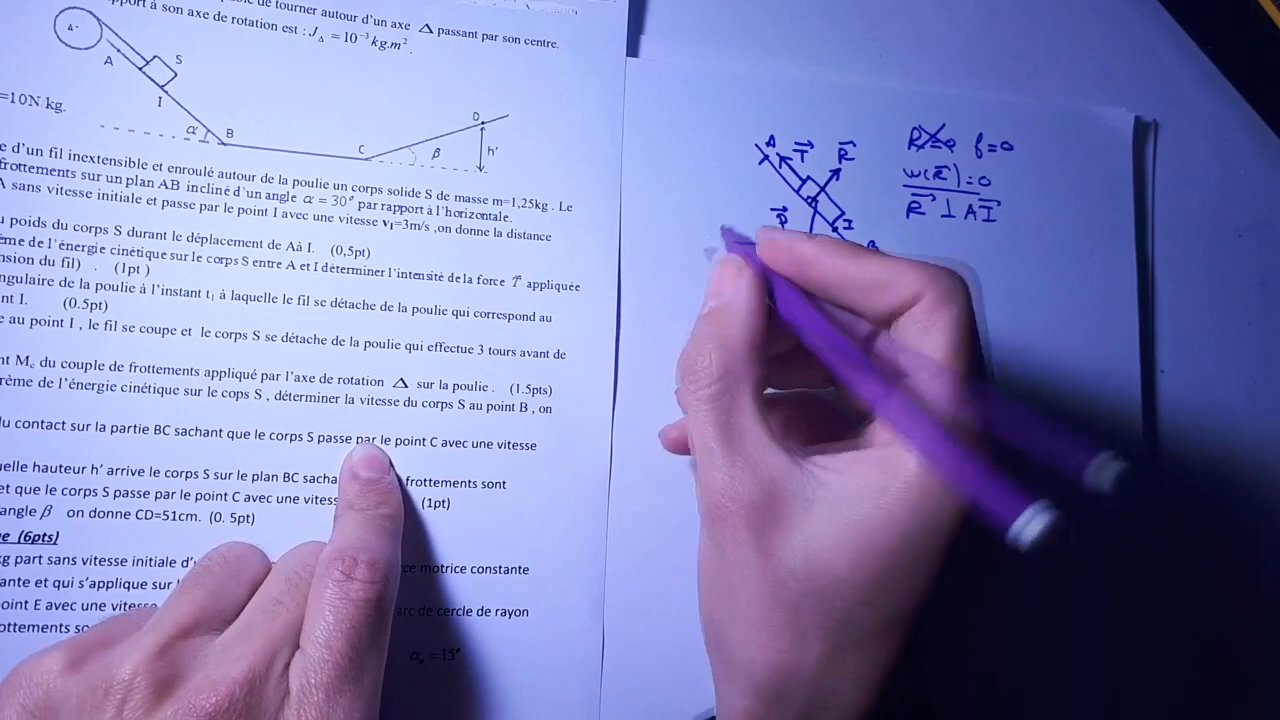 de tourner autour d'un axe Δ passant par son centre.
pport à son axe de rotation est : J_Δ = 10⁻³ kg.m².
Δ
S
A
I
=10N kg.
D
α
B
C
β
h'
e d'un fil inextensible et enroulé autour de la poulie un corps solide S de masse m=1,25kg . Le
frottements sur un plan AB incliné d'un angle α = 30° par rapport à l'horizontale.
A sans vitesse initiale et passe par le point I avec une vitesse v_I=3m/s ,on donne la distance
u poids du corps S durant le déplacement de Aà I. (0,5pt)
ème de l'énergie cinétique sur le corps S entre A et I déterminer l'intensité de la force T⃗ appliquée
nsion du fil) . (1pt )
ngulaire de la poulie à l'instant t₁ à laquelle le fil se détache de la poulie qui correspond au
nt I. (0.5pt)
e au point I , le fil se coupe et le corps S se détache de la poulie qui effectue 3 tours avant de
nt M_c du couple de frottements appliqué par l'axe de rotation Δ sur la poulie . (1.5pts)
rème de l'énergie cinétique sur le cops S , déterminer la vitesse du corps S au point B , on
du contact sur la partie BC sachant que le corps S passe par le point C avec une vitesse
uelle hauteur h' arrive le corps S sur le plan BC sacha frottements sont
et que le corps S passe par le point C avec une vitess (1pt)
angle β on donne CD=51cm. (0. 5pt)
e (6pts)
kg part sans vitesse initiale d' ce motrice constante
ante et qui s'applique sur
oint E avec une vitesse arc de cercle de rayon
ottements so
= 15°
A T⃗ R⃗
I
B
f=0
w(R⃗)=0
R⃗ ⊥ AI⃗